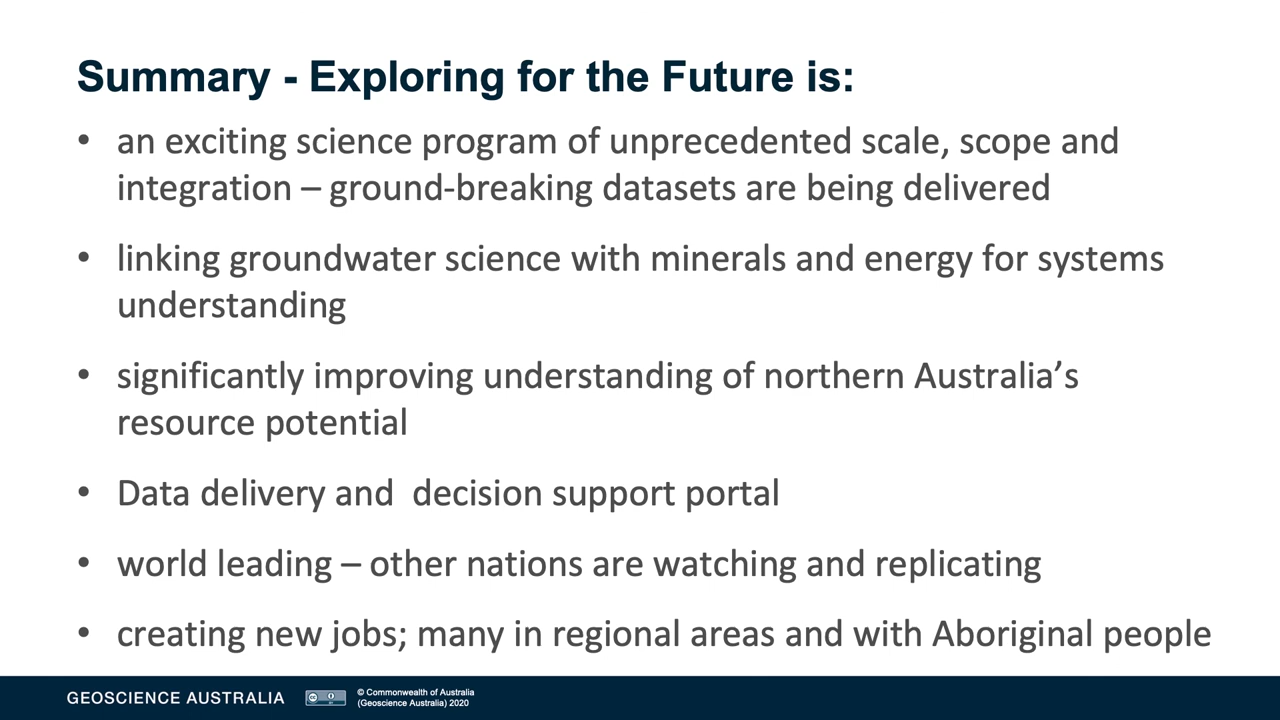 Summary - Exploring for the Future is:
• an exciting science program of unprecedented scale, scope and
integration – ground-breaking datasets are being delivered
• linking groundwater science with minerals and energy for systems
understanding
• significantly improving understanding of northern Australia’s
resource potential
• Data delivery and  decision support portal
• world leading – other nations are watching and replicating
• creating new jobs; many in regional areas and with Aboriginal people
GEOSCIENCE AUSTRALIA
© Commonwealth of Australia
(Geoscience Australia) 2020